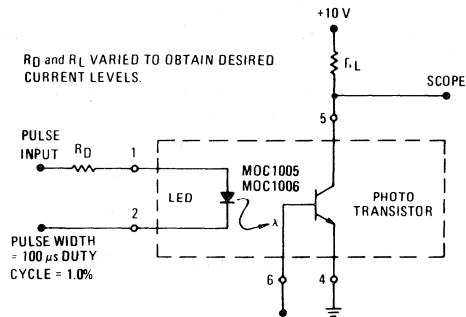 +10 V
RD and RL VARIED TO OBTAIN DESIRED
CURRENT LEVELS.
RL
SCOPE
5
PULSE
INPUT
RD
1
MOC1005
MOC1006
LED
PHOTO
TRANSISTOR
λ
2
PULSE WIDTH
= 100 μs DUTY
CYCLE = 1.0%
6
4